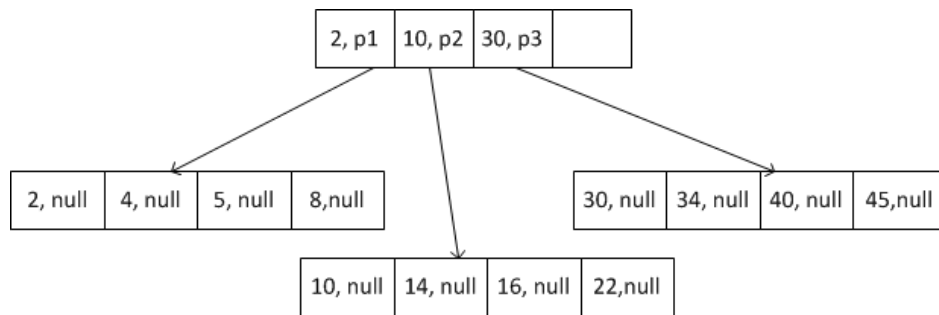 2, p1 10, p2 30, p3
2, null 4, null 5, null 8,null
30, null 34, null 40, null 45,null
10, null 14, null 16, null 22,null